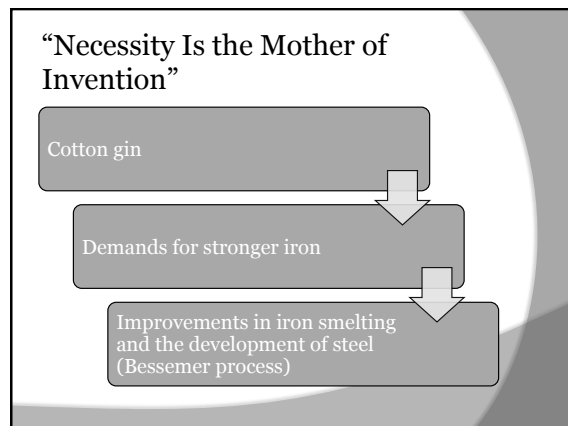 “Necessity Is the Mother of
Invention”
Cotton gin
Demands for stronger iron
Improvements in iron smelting
and the development of steel
(Bessemer process)